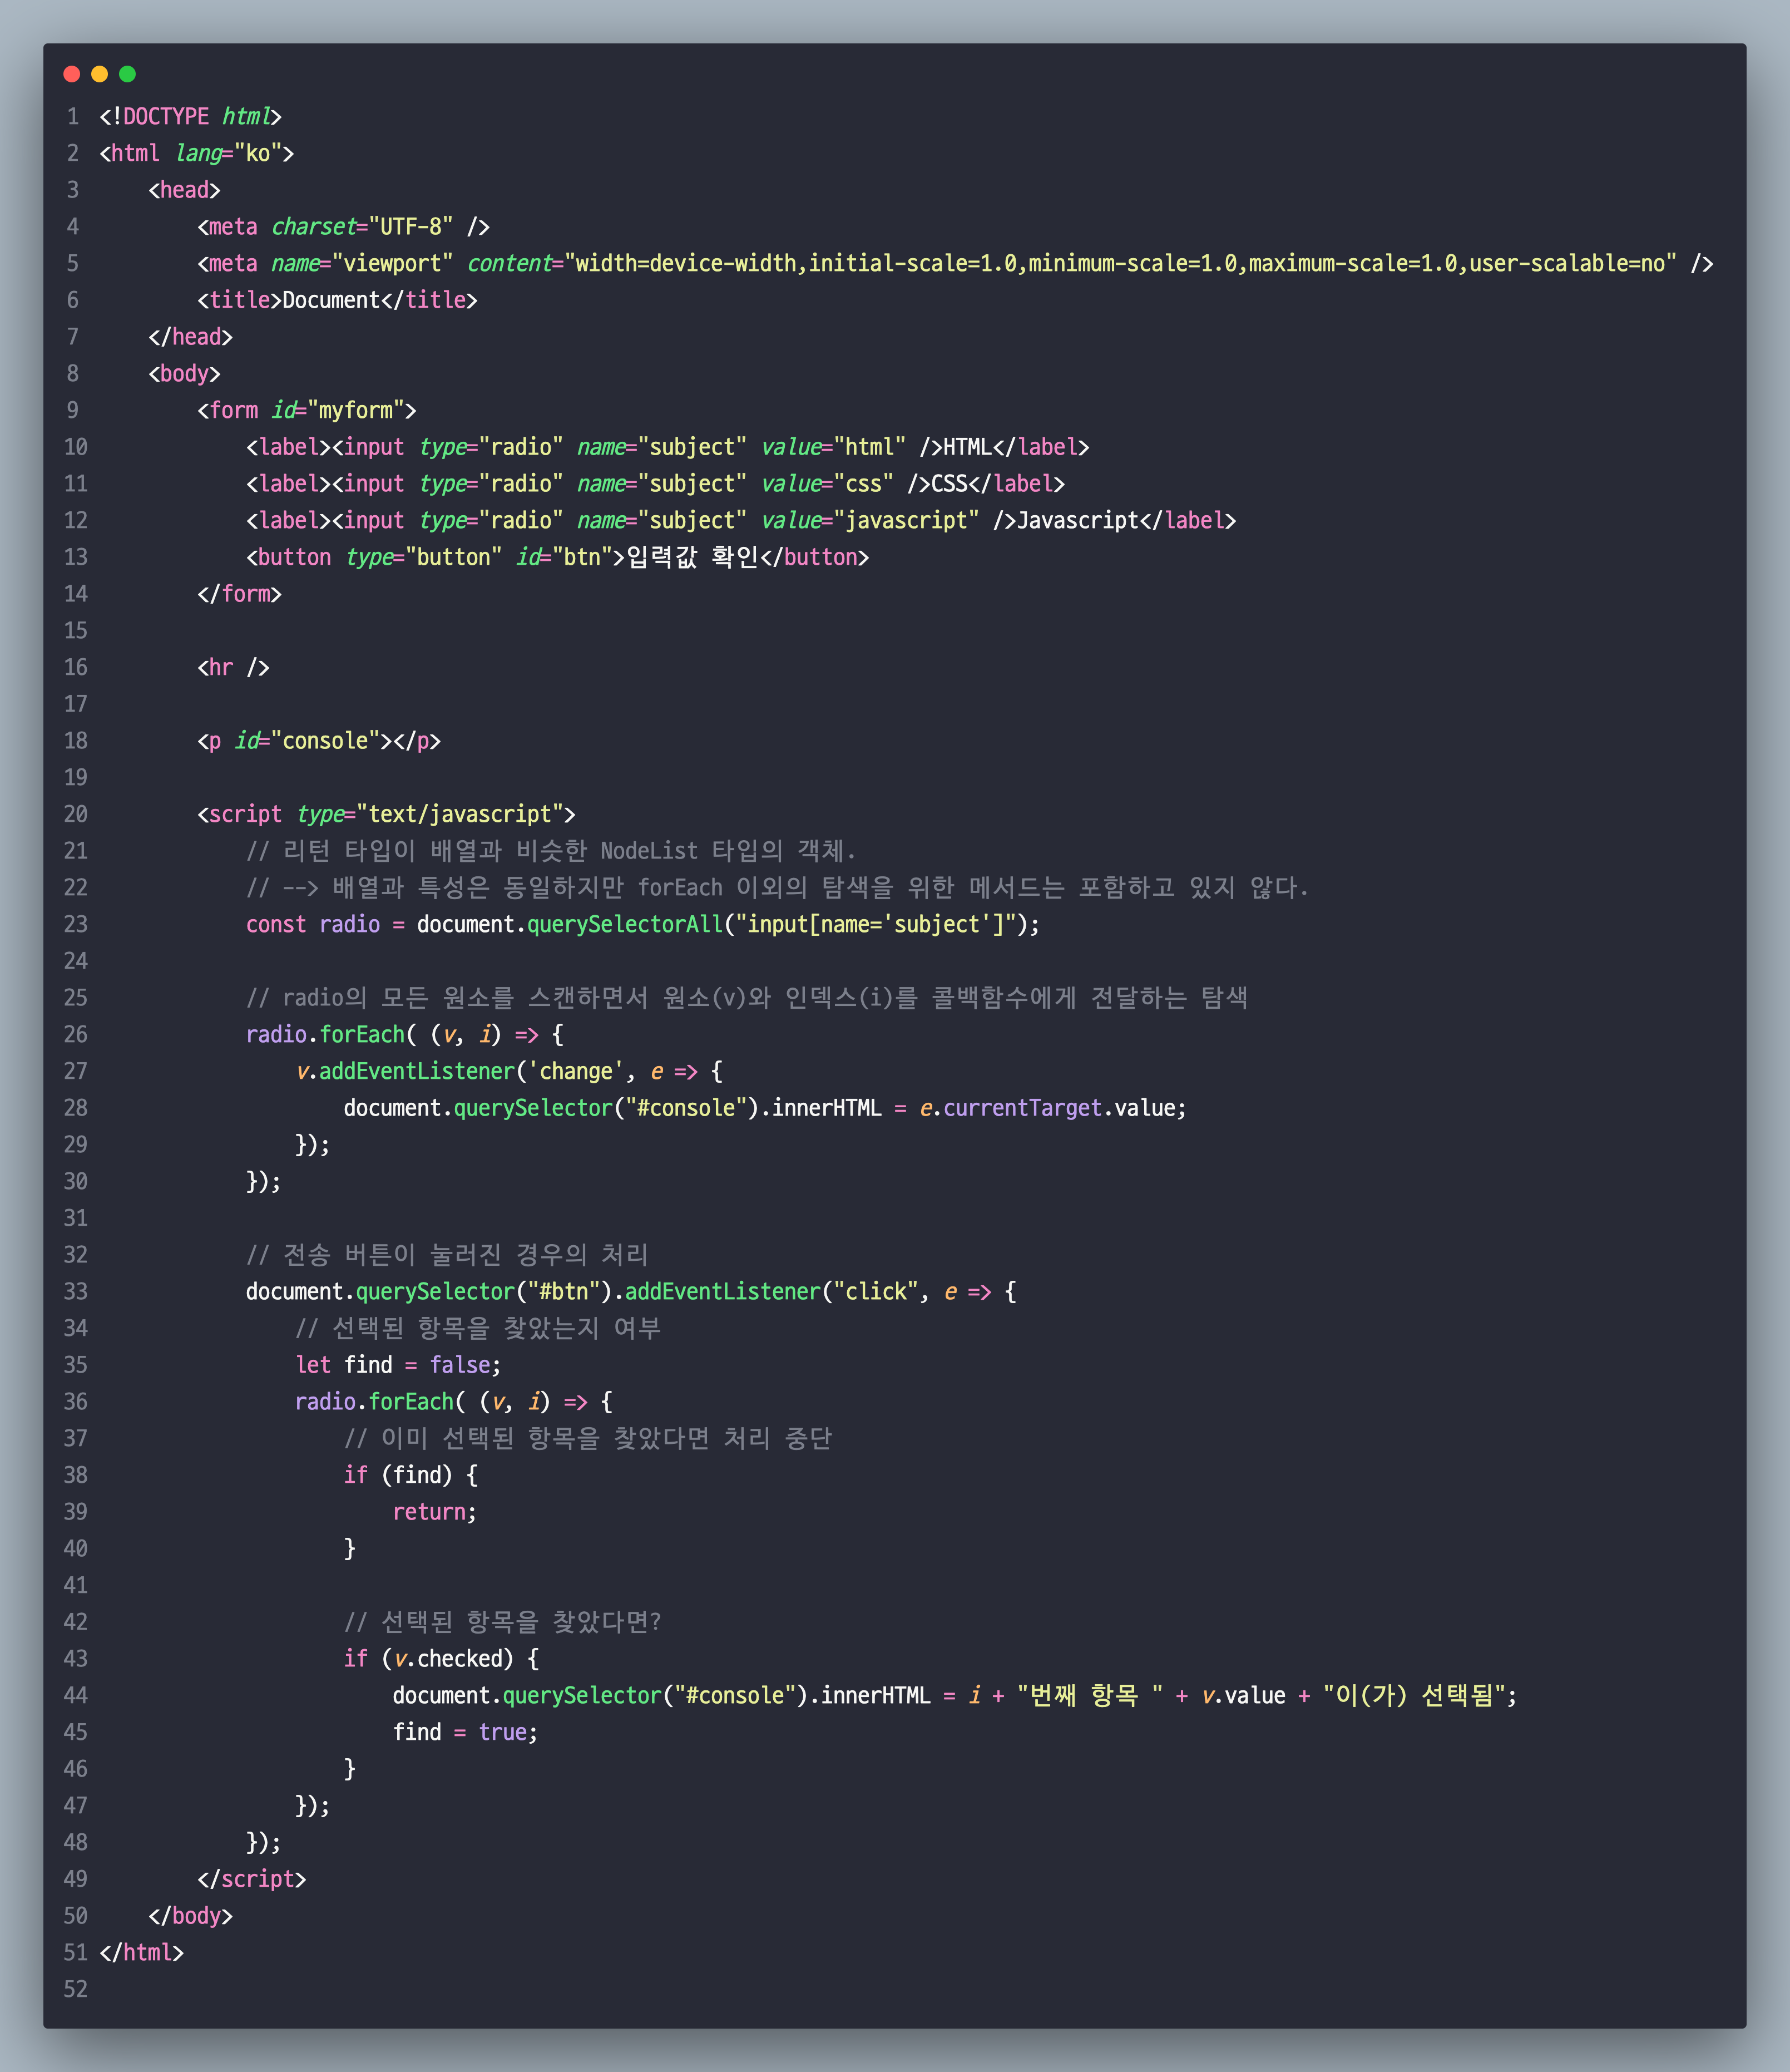 1 <!DOCTYPE html>
2 <html lang="ko">
3     <head>
4         <meta charset="UTF-8" />
5         <meta name="viewport" content="width=device-width,initial-scale=1.0,minimum-scale=1.0,maximum-scale=1.0,user-scalable=no" />
6         <title>Document</title>
7     </head>
8     <body>
9         <form id="myform">
10             <label><input type="radio" name="subject" value="html" />HTML</label>
11             <label><input type="radio" name="subject" value="css" />CSS</label>
12             <label><input type="radio" name="subject" value="javascript" />Javascript</label>
13             <button type="button" id="btn">입력값 확인</button>
14         </form>
15
16         <hr />
17
18         <p id="console"></p>
19
20         <script type="text/javascript">
21             // 리턴 타입이 배열과 비슷한 NodeList 타입의 객체.
22             // --> 배열과 특성은 동일하지만 forEach 이외의 탐색을 위한 메서드는 포함하고 있지 않다.
23             const radio = document.querySelectorAll("input[name='subject']");
24
25             // radio의 모든 원소를 스캔하면서 원소(v)와 인덱스(i)를 콜백함수에게 전달하는 탐색
26             radio.forEach( (v, i) => {
27                 v.addEventListener('change', e => {
28                     document.querySelector("#console").innerHTML = e.currentTarget.value;
29                 });
30             });
31
32             // 전송 버튼이 눌러진 경우의 처리
33             document.querySelector("#btn").addEventListener("click", e => {
34                 // 선택된 항목을 찾았는지 여부
35                 let find = false;
36                 radio.forEach( (v, i) => {
37                     // 이미 선택된 항목을 찾았다면 처리 중단
38                     if (find) {
39                         return;
40                     }
41
42                     // 선택된 항목을 찾았다면?
43                     if (v.checked) {
44                         document.querySelector("#console").innerHTML = i + "번째 항목 " + v.value + "이(가) 선택됨";
45                         find = true;
46                     }
47                 });
48             });
49         </script>
50     </body>
51 </html>
52